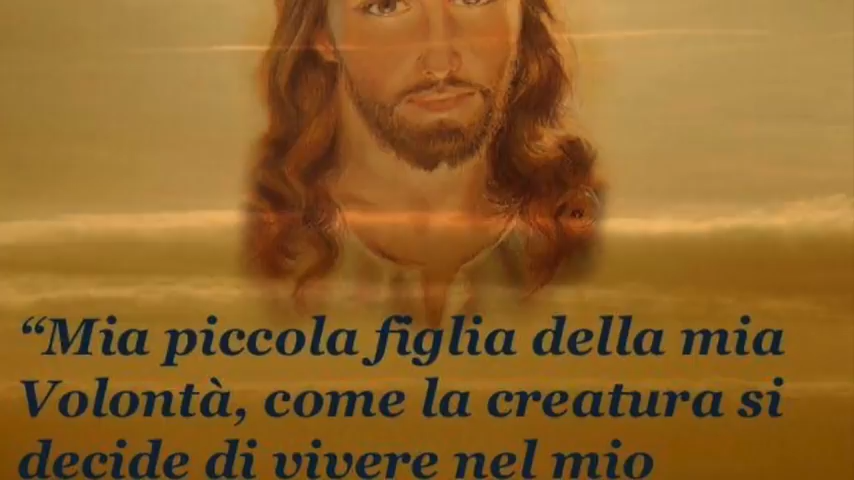 “Mia piccola figlia della mia
Volontà, come la creatura si
decide di vivere nel mio